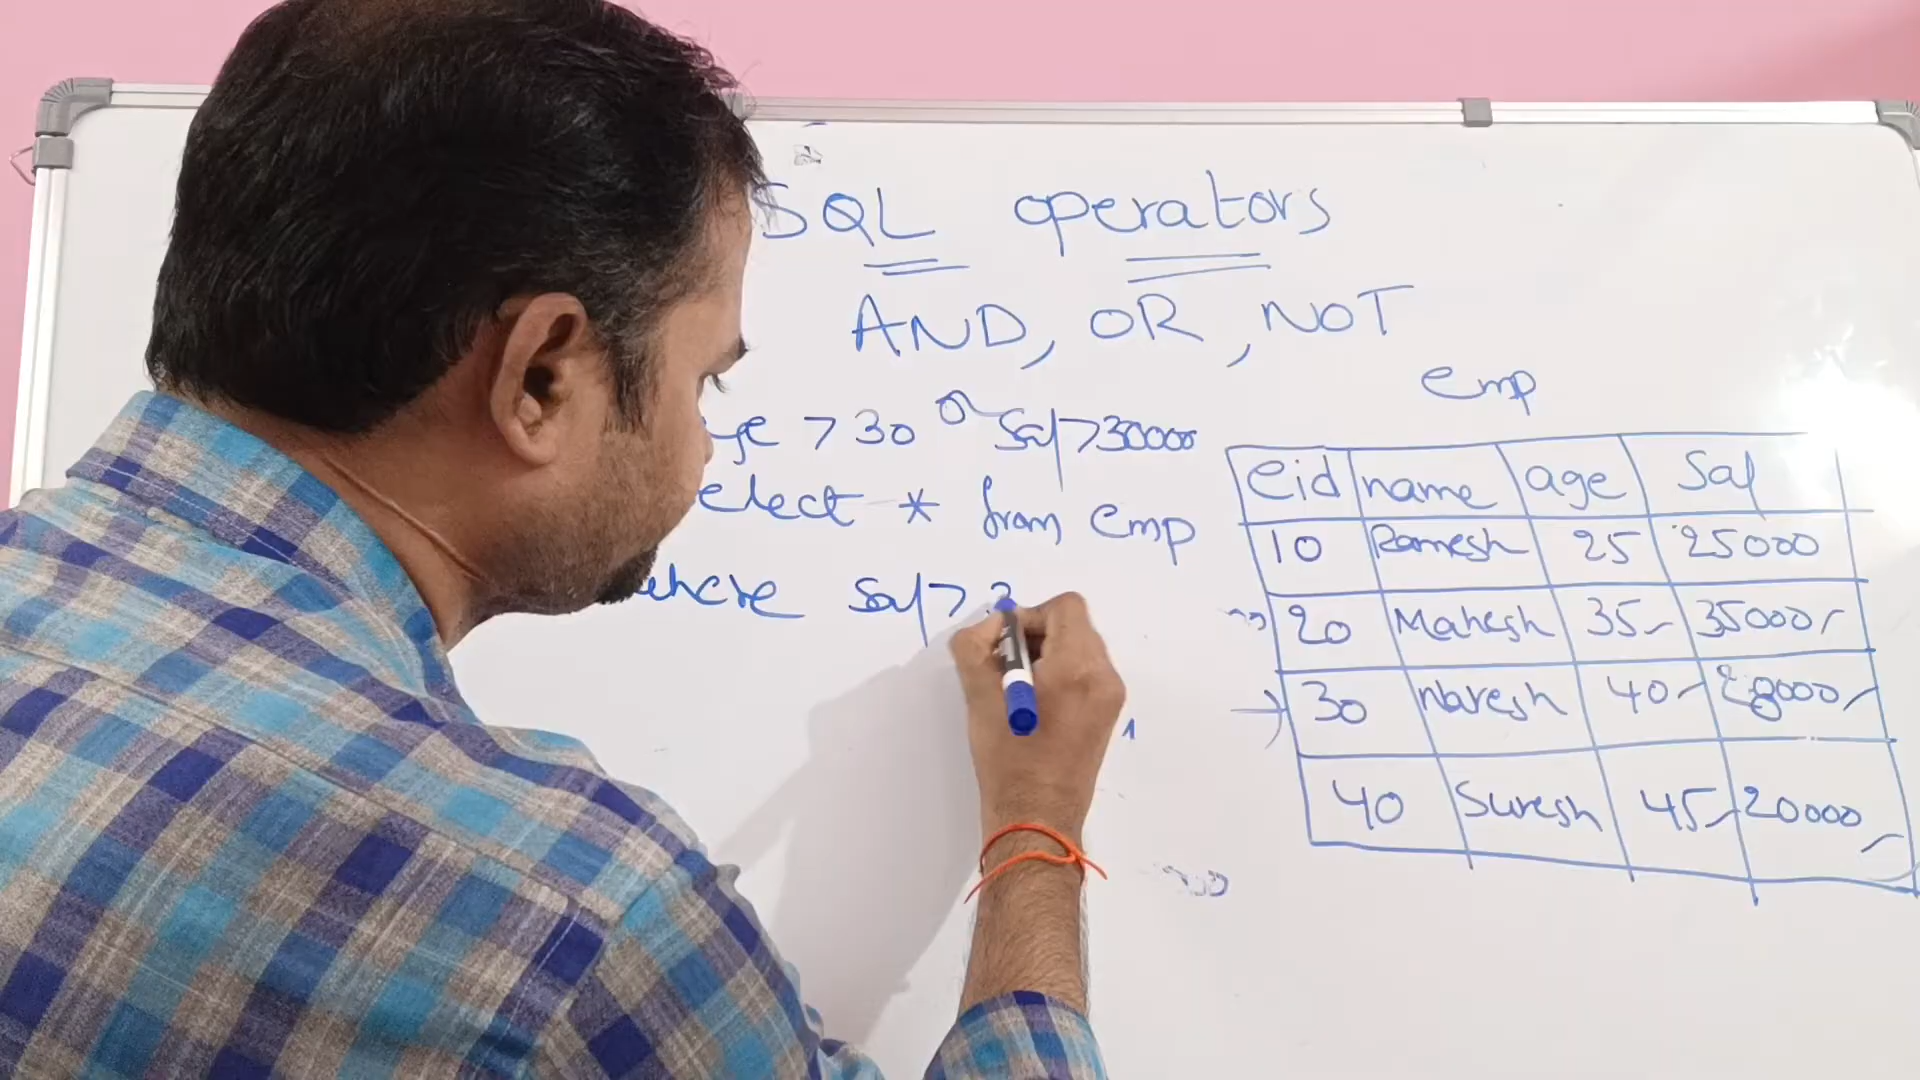 SQL operators
AND, OR, NOT
emp
ge > 30 or Sal>30000
elect * from emp
where Sal> 3
eid name age Sal
10 Ramesh 25 25000
20 Mahesh 35 35000
30 Naresh 40 28000
40 Suresh 45 20000